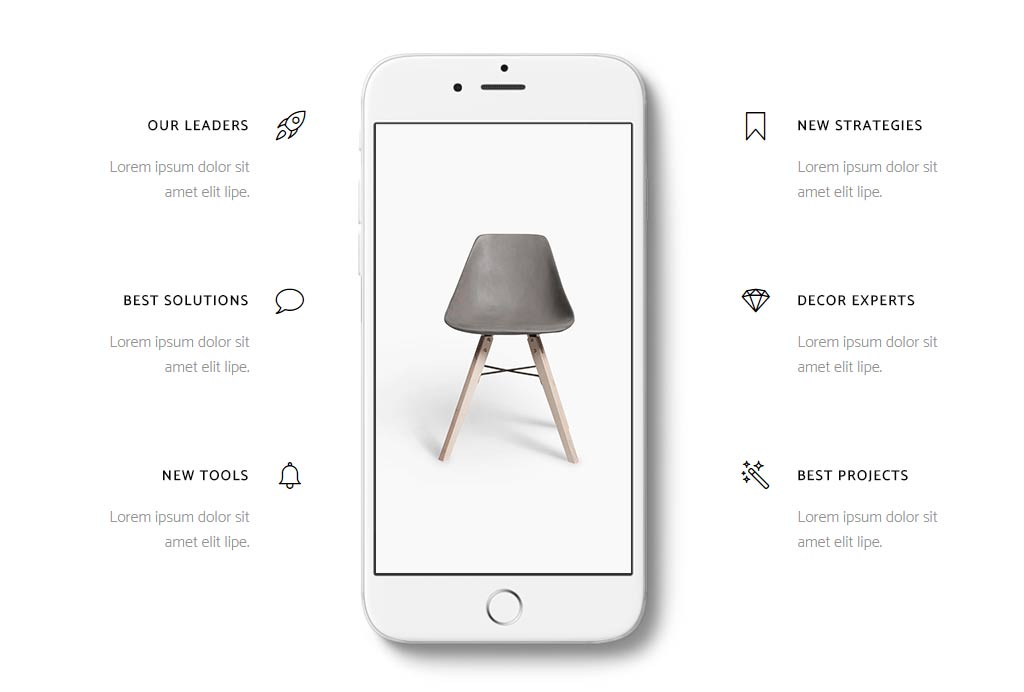 OUR LEADERS
Lorem ipsum dolor sit
amet elit lipe.
BEST SOLUTIONS
Lorem ipsum dolor sit
amet elit lipe.
NEW TOOLS
Lorem ipsum dolor sit
amet elit lipe.
NEW STRATEGIES
Lorem ipsum dolor sit
amet elit lipe.
DECOR EXPERTS
Lorem ipsum dolor sit
amet elit lipe.
BEST PROJECTS
Lorem ipsum dolor sit
amet elit lipe.